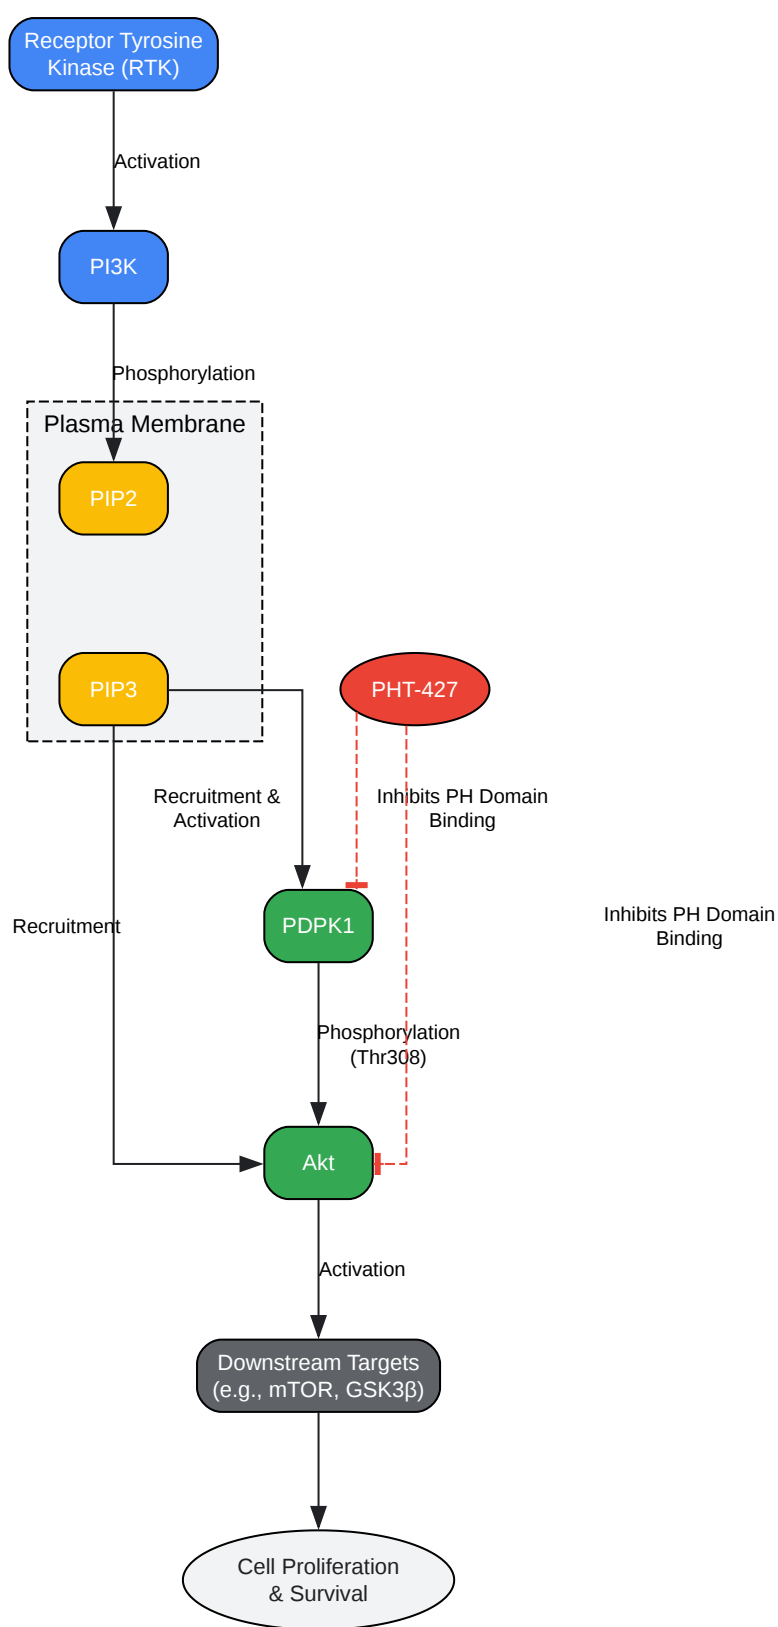 Receptor Tyrosine
Kinase (RTK)
Activation
PI3K
Phosphorylation
Plasma Membrane
PIP2
PIP3
PHT-427
Recruitment &
Activation
Inhibits PH Domain
Binding
Recruitment
PDPK1
Inhibits PH Domain
Binding
Phosphorylation
(Thr308)
Akt
Activation
Downstream Targets
(e.g., mTOR, GSK3β)
Cell Proliferation
& Survival